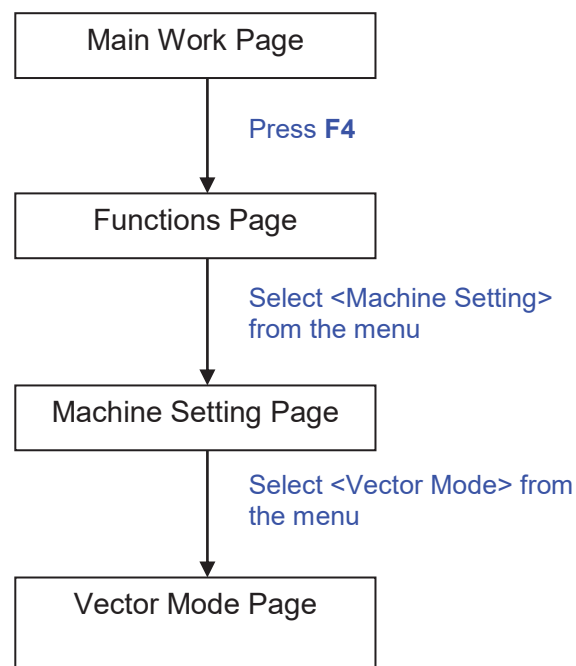 Main Work Page
Press F4
Functions Page
Select <Machine Setting>
from the menu
Machine Setting Page
Select <Vector Mode> from
the menu
Vector Mode Page